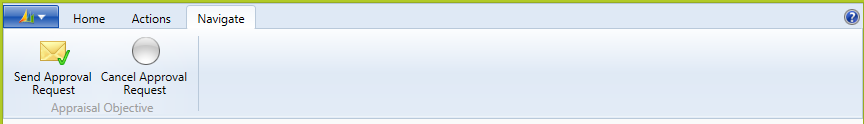 Home Actions Navigate
Send Approval Cancel Approval
Request Request
Appraisal Objective